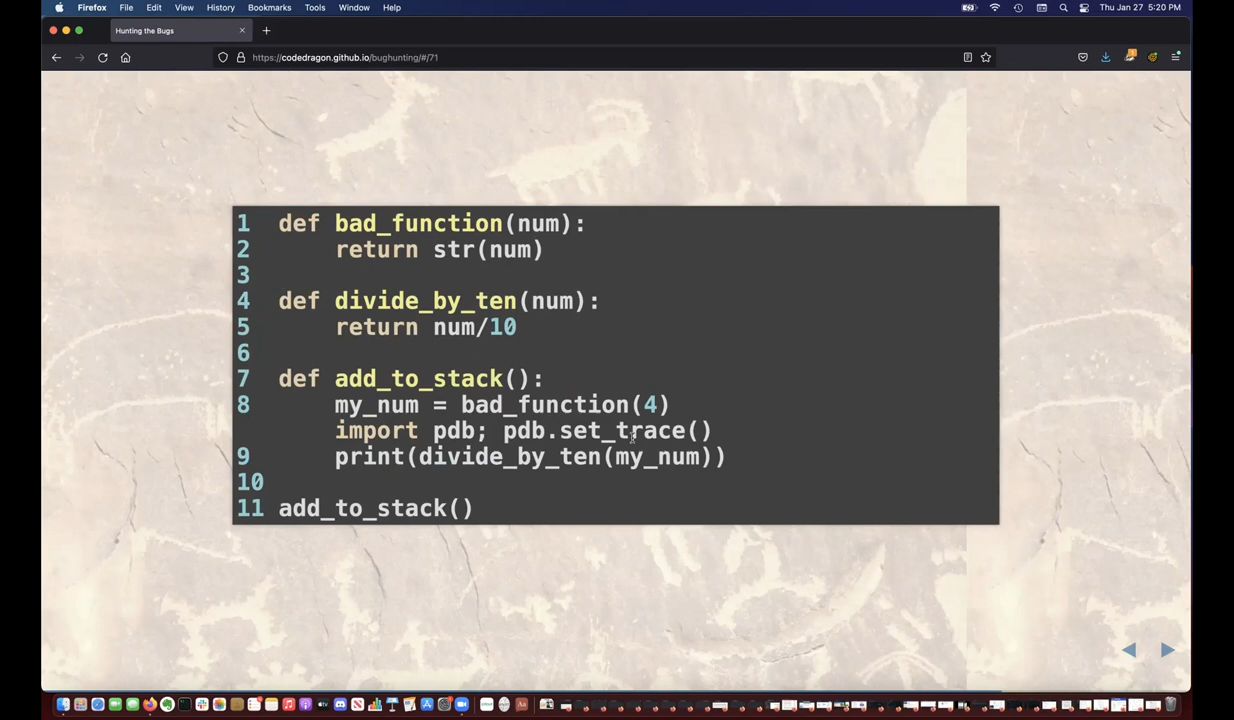 Firefox File Edit View History Bookmarks Tools Window Help Thu Jan 27 5:20 PM
Hunting the Bugs
https://codedragon.github.io/bughunting/#/71
1 def bad_function(num):
2     return str(num)
3
4 def divide_by_ten(num):
5     return num/10
6
7 def add_to_stack():
8     my_num = bad_function(4)
    import pdb; pdb.set_trace()
9     print(divide_by_ten(my_num))
10
11 add_to_stack()